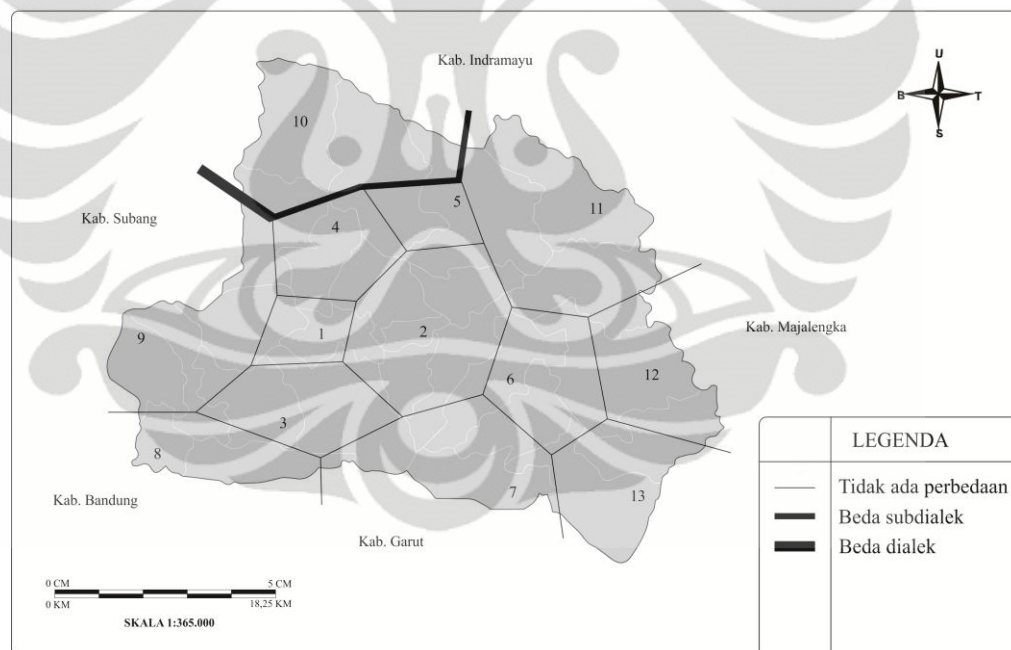 Kab. Indramayu
U
B
T
S
10
Kab. Subang
4
5
11
9
1
2
Kab. Majalengka
6
12
3
8
7
13
Kab. Bandung
Kab. Garut
LEGENDA
Tidak ada perbedaan
Beda subdialek
Beda dialek
0 CM
5 CM
0 KM
18,25 KM
SKALA 1:365.000